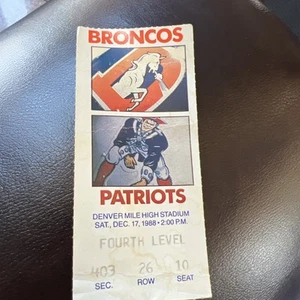 BRONCOS
PATRIOTS
DENVER MILE HIGH STADIUM
SAT., DEC. 17, 1988 • 2:00 P.M.
FOURTH LEVEL
403 26 10
SEC. ROW SEAT